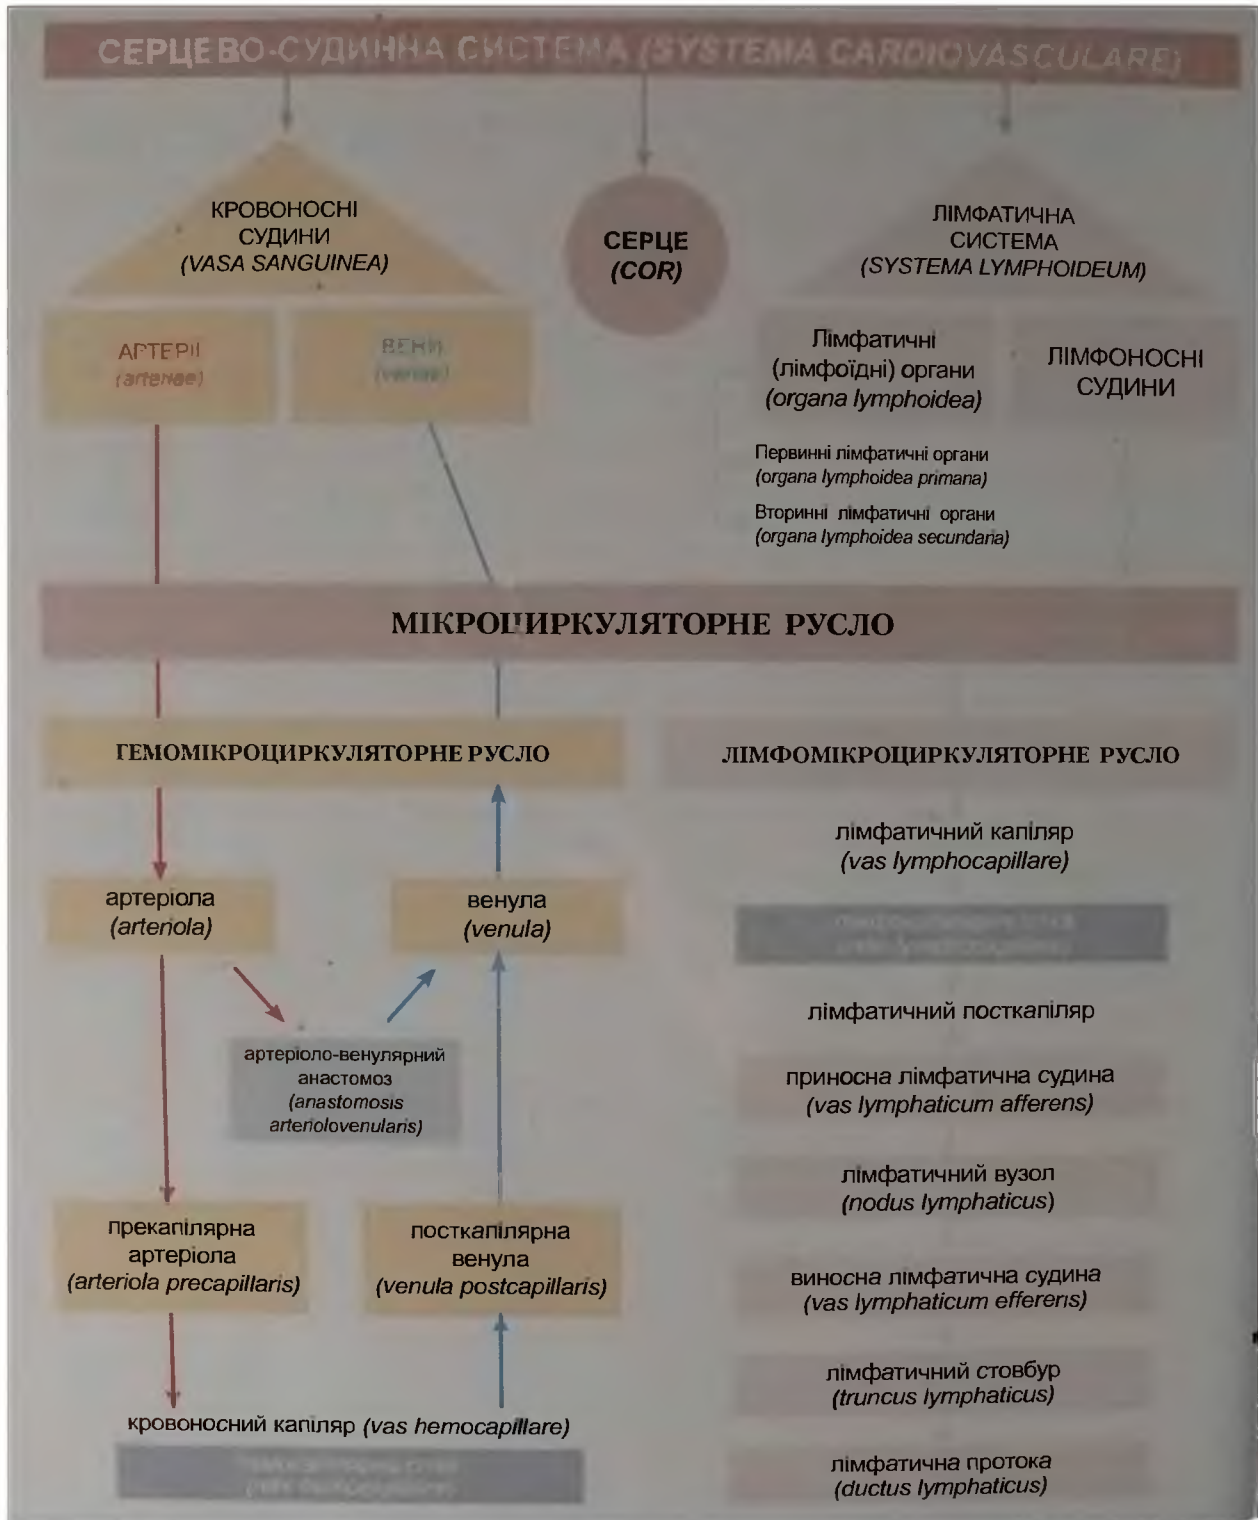 СЕРЦЕВО-СУДИННА СИСТЕМА (SYSTEMA CARDIOVASCULARE)
КРОВОНОСНІ
СУДИНИ
(VASA SANGUINEA)
СЕРЦЕ
(COR)
ЛІМФАТИЧНА
СИСТЕМА
(SYSTEMA LYMPHOIDEUM)
АРТЕРІЇ
(arteriae)
ВЕНИ
(venae)
Лімфатичні
(лімфоїдні) органи
(organa lymphoidea)
ЛІМФОНОСНІ
СУДИНИ
Первинні лімфатичні органи
(organa lymphoidea primaria)
Вторинні лімфатичні органи
(organa lymphoidea secundaria)
МІКРОЦИРКУЛЯТОРНЕ РУСЛО
ГЕМОМІКРОЦИРКУЛЯТОРНЕ РУСЛО
артеріола
(arteriola)
венула
(venula)
артеріоло-венулярний
анастомоз
(anastomosis
arteriolovenularis)
прекапілярна
артеріола
(arteriola precapillaris)
посткапілярна
венула
(venula postcapillaris)
кровоносний капіляр (vas hemocapillare)
ЛІМФОМІКРОЦИРКУЛЯТОРНЕ РУСЛО
лімфатичний капіляр
(vas lymphocapillare)
лімфатичний посткапіляр
приносна лімфатична судина
(vas lymphaticum afferens)
лімфатичний вузол
(nodus lymphaticus)
виносна лімфатична судина
(vas lymphaticum efferens)
лімфатичний стовбур
(truncus lymphaticus)
лімфатична протока
(ductus lymphaticus)